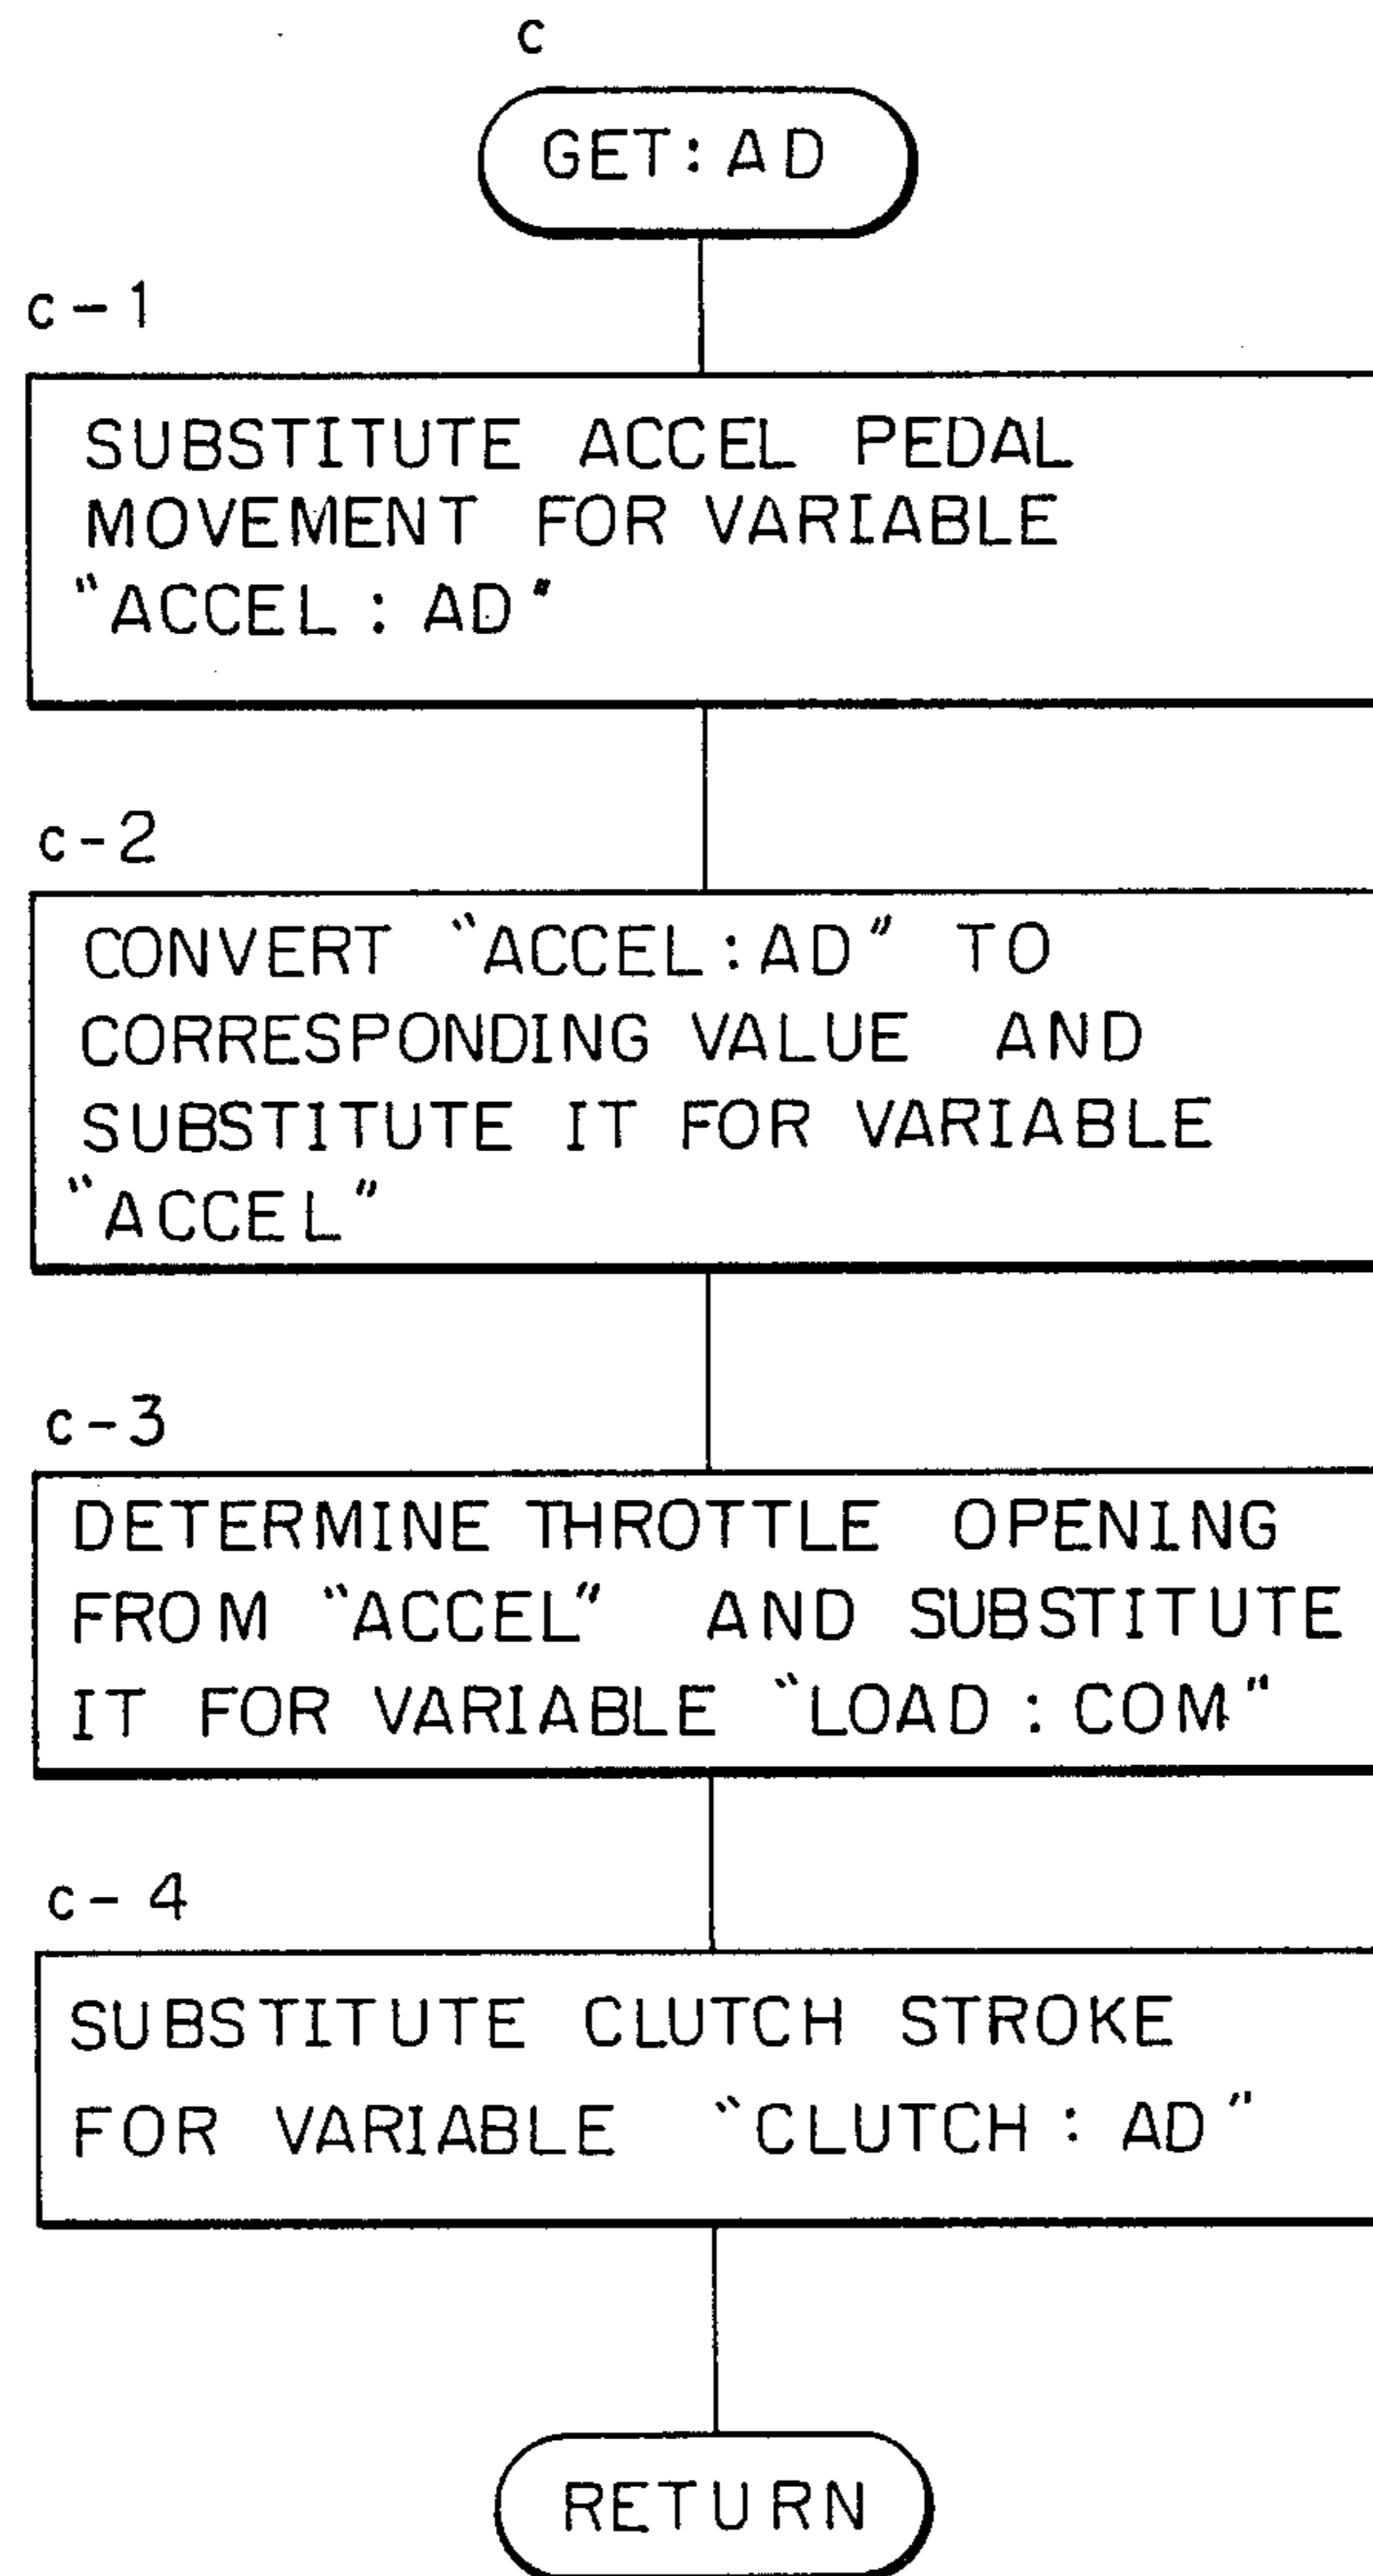 c
GET: AD
c-1
SUBSTITUTE ACCEL PEDAL
MOVEMENT FOR VARIABLE
"ACCEL : AD"
c-2
CONVERT "ACCEL:AD" TO
CORRESPONDING VALUE AND
SUBSTITUTE IT FOR VARIABLE
"ACCEL"
c-3
DETERMINE THROTTLE OPENING
FROM "ACCEL" AND SUBSTITUTE
IT FOR VARIABLE "LOAD : COM"
c-4
SUBSTITUTE CLUTCH STROKE
FOR VARIABLE "CLUTCH : AD"
RETURN